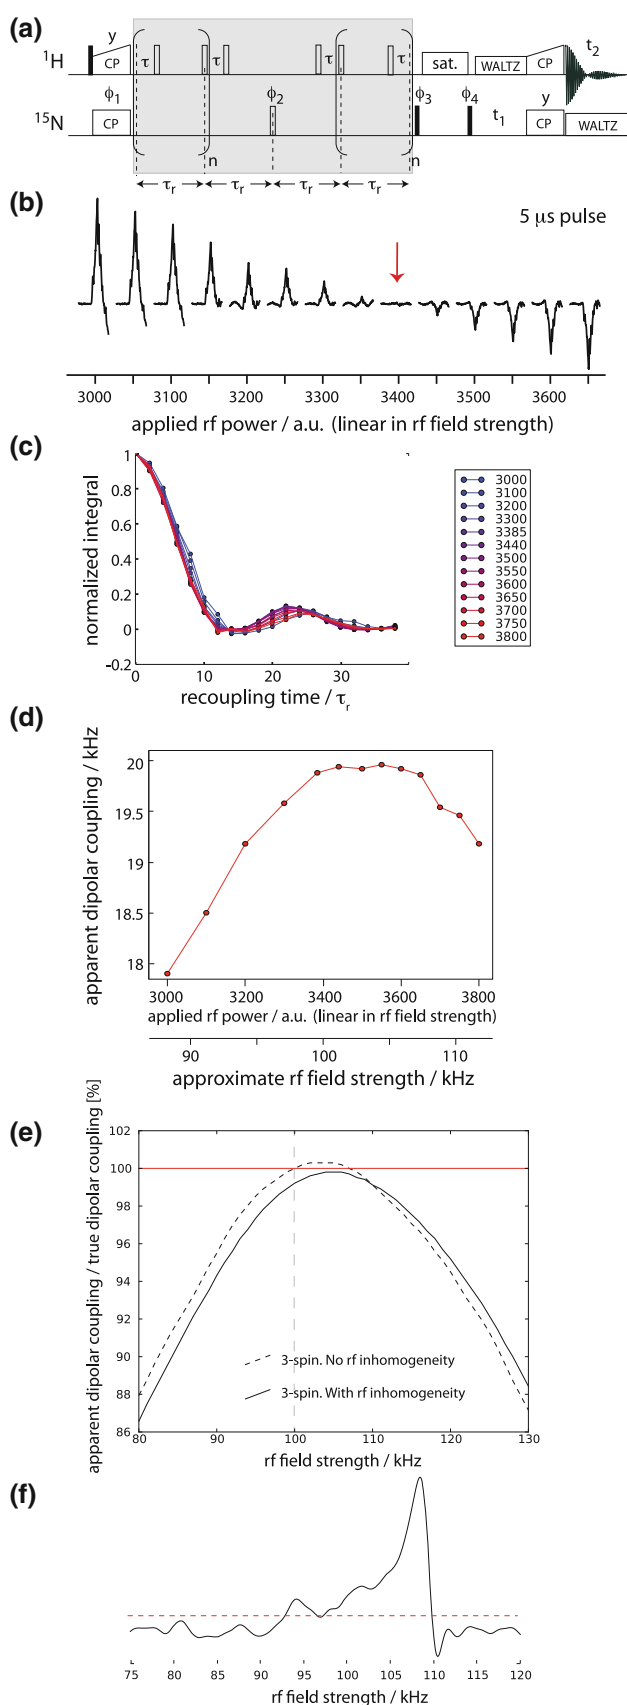 (a)
y
t₂
¹H
CP
τ
τ
τ
τ
sat.
WALTZ
CP
ϕ₁
ϕ₂
ϕ₃
ϕ₄
¹⁵N
CP
t₁
y
CP
WALTZ
n
n
τᵣ
τᵣ
τᵣ
τᵣ
(b)
5 μs pulse
3000 3100 3200 3300 3400 3500 3600
applied rf power / a.u. (linear in rf field strength)
(c)
normalized integral
1
0.8
0.6
0.4
0.2
0
-0.2
0 10 20 30
recoupling time / τᵣ
3000
3100
3200
3300
3385
3440
3500
3550
3600
3650
3700
3750
3800
(d)
apparent dipolar coupling / kHz
20
19.5
19
18.5
18
3000 3200 3400 3600 3800
applied rf power / a.u. (linear in rf field strength)
90 100 110
approximate rf field strength / kHz
(e)
apparent dipolar coupling / true dipolar coupling [%]
102
100
98
96
94
92
90
88
86
3-spin. No rf inhomogeneity
3-spin. With rf inhomogeneity
80 90 100 110 120 130
rf field strength / kHz
(f)
75 80 85 90 95 100 105 109 110 115 120